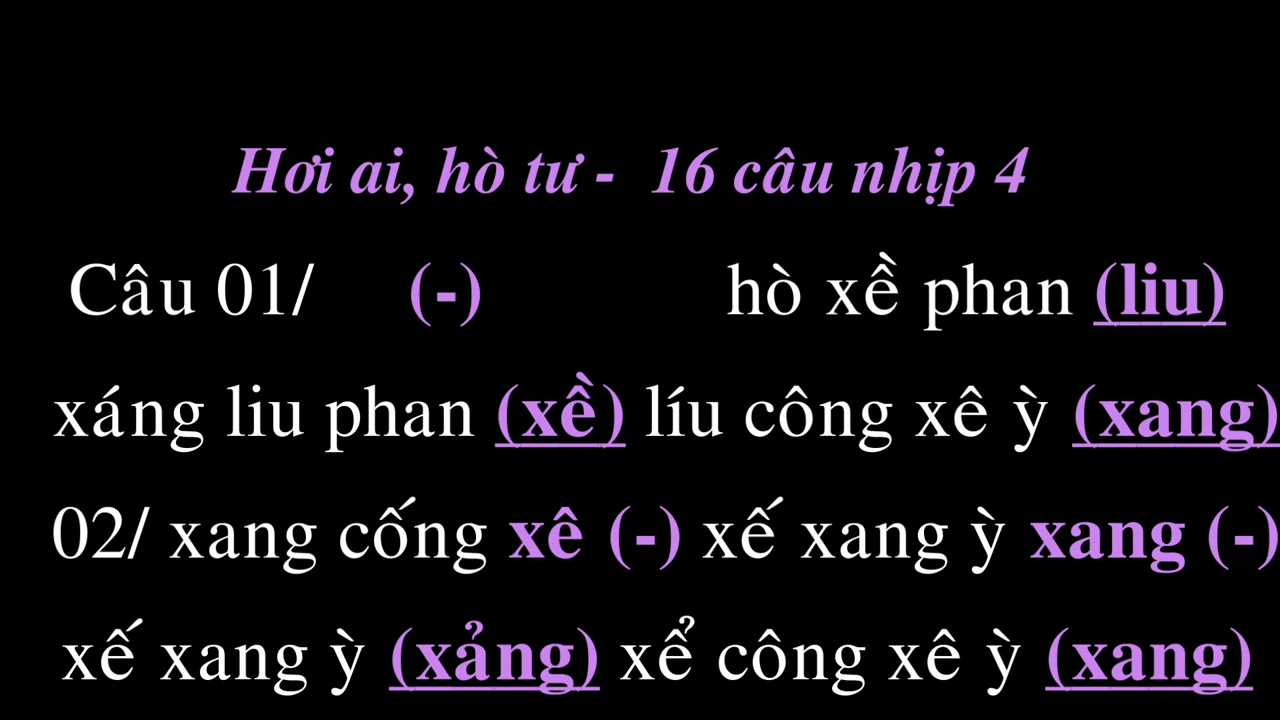 Hơi ai, hò tư - 16 câu nhịp 4
Câu 01/ (-) hò xề phan (liu)
xáng liu phan (xề) líu công xê ỳ (xang)
02/ xang cống xê (-) xế xang ỳ xang (-)
xế xang ỳ (xảng) xể công xê ỳ (xang)